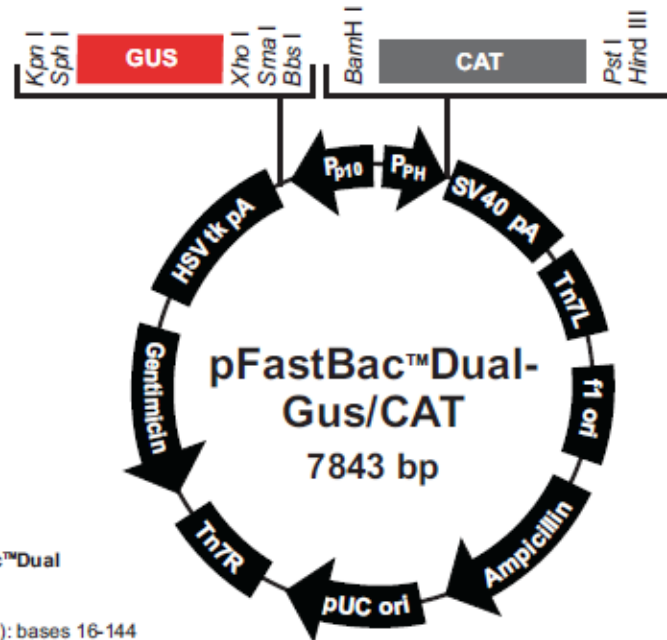 Kpn I
Sph I
GUS
Xho I
Sma I
Bbs I
BamH I
CAT
Pst I
Hind III
Pp10
PPH
HSV tk pA
SV40 pA
Tn7L
Gentimicin
pFastBac™Dual-
Gus/CAT
7843 bp
f1 ori
Ampicillin
Tn7R
pUC ori
™Dual
): bases 16-144